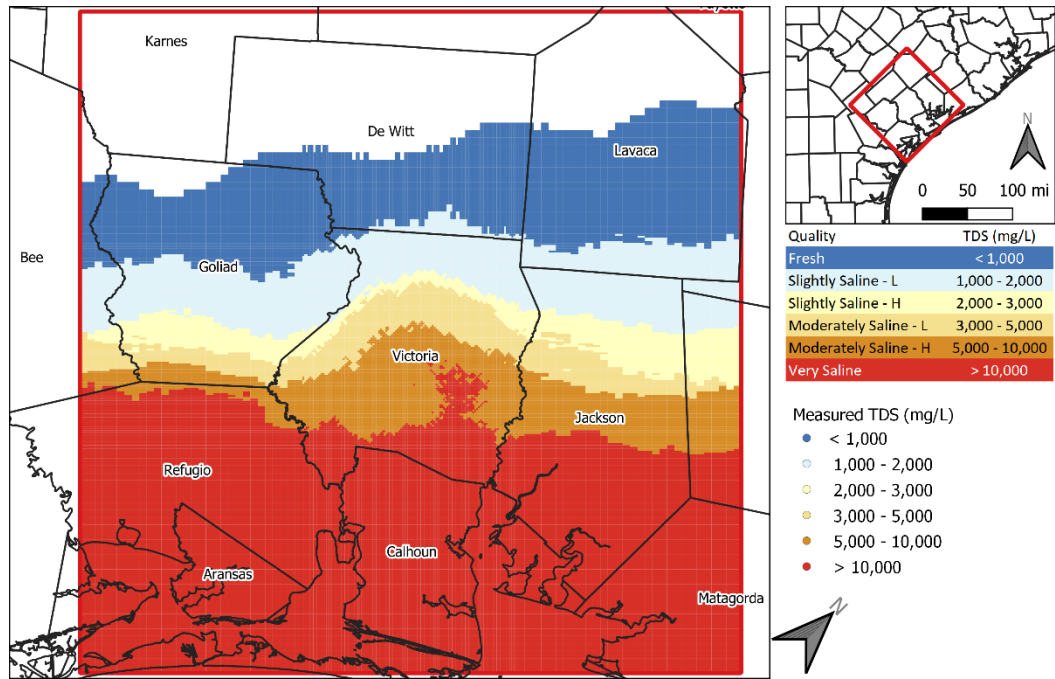 Karnes
De Witt
Lavaca
Bee
Goliad
Victoria
Jackson
Refugio
Calhoun
Aransas
Matagorda
N
0 50 100 mi
Quality TDS (mg/L)
Fresh < 1,000
Slightly Saline - L 1,000 - 2,000
Slightly Saline - H 2,000 - 3,000
Moderately Saline - L 3,000 - 5,000
Moderately Saline - H 5,000 - 10,000
Very Saline > 10,000
Measured TDS (mg/L)
< 1,000
1,000 - 2,000
2,000 - 3,000
3,000 - 5,000
5,000 - 10,000
> 10,000
N